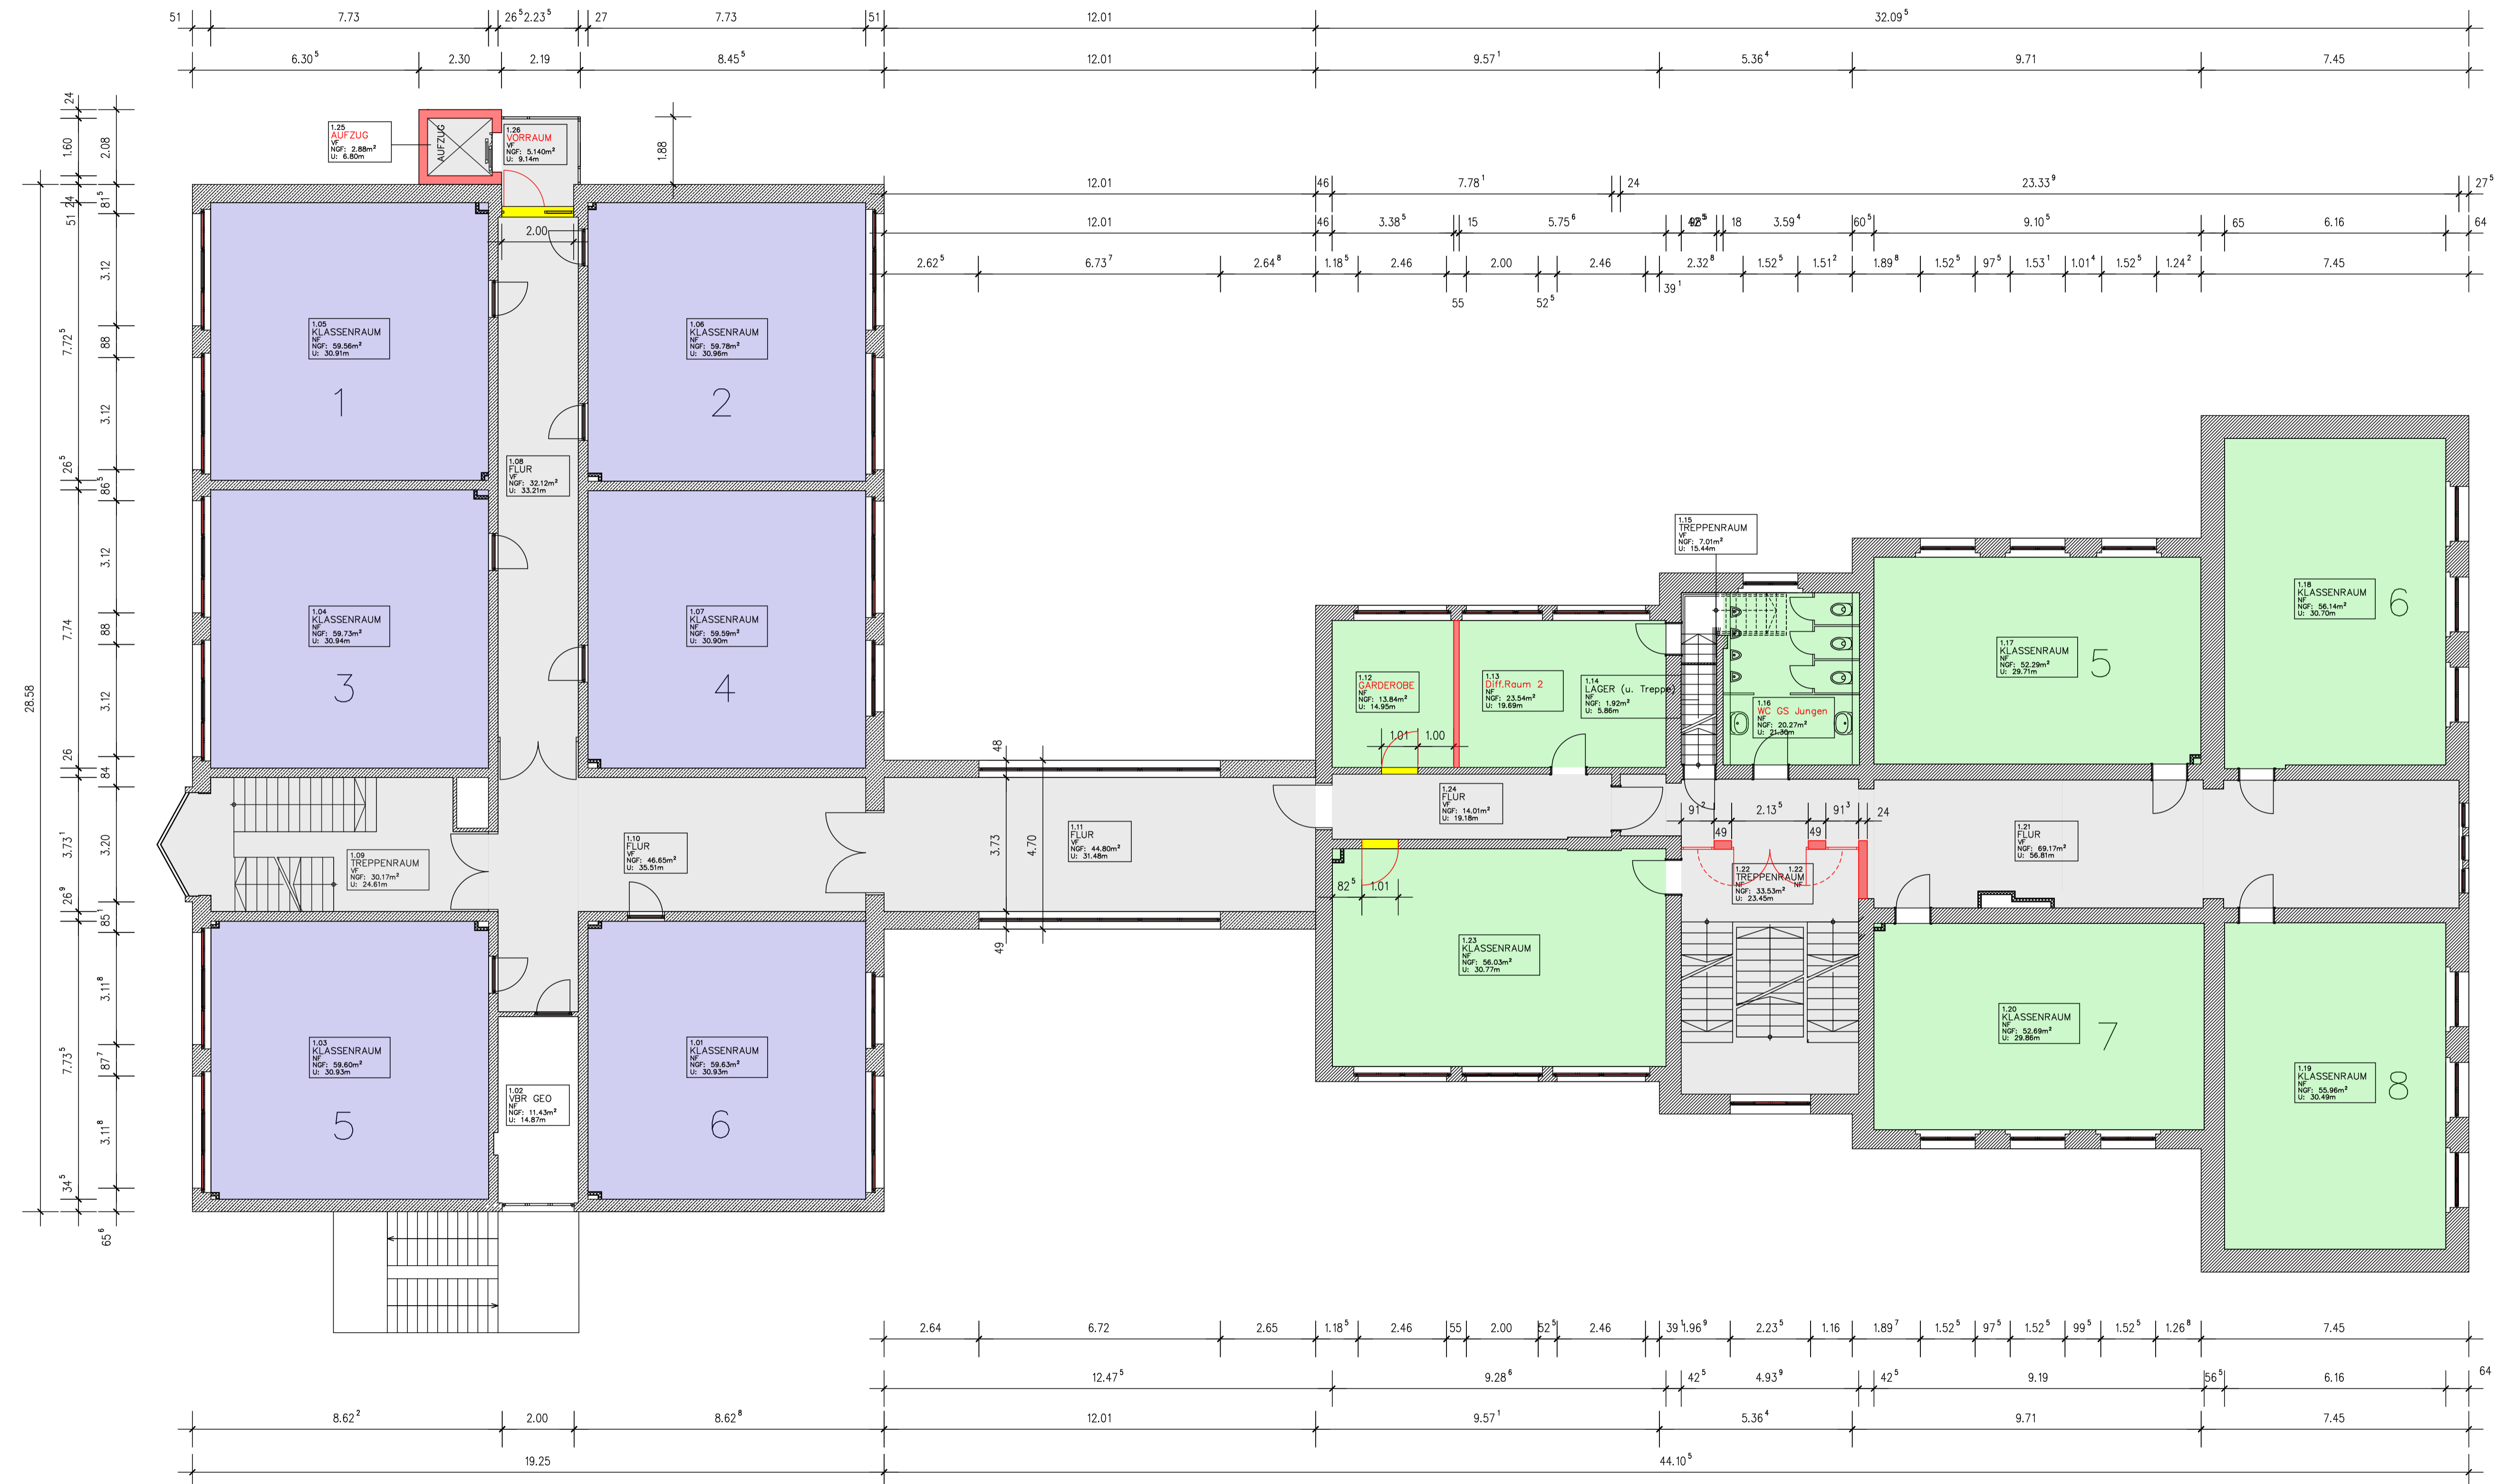 51 7.73 26⁵ 2.23⁵ 27 7.73 51 12.01 32.09⁵
6.30⁵ 2.30 2.19 8.45⁵ 12.01 9.57¹ 5.36⁴ 9.71 7.45
24 1.60 2.08
1.25
AUFZUG
VF
NGF: 2.88m²
U: 6.80m
AUFZUG
1.26
VORRAUM
VF
NGF: 5.140m²
U: 9.14m
1.88
12.01 46 7.78¹ 24 23.33⁹ 27⁵
12.01 46 3.38⁵ 15 5.75⁶ 18 3.59⁴ 60⁵ 9.10⁵ 65 6.16 64
2.62⁵ 6.73⁷ 2.64⁸ 1.18⁵ 2.46 55 2.00 52⁵ 2.46 39¹ 2.32⁸ 1.52⁵ 1.51² 1.89⁸ 1.52⁵ 97⁵ 1.53¹ 1.01⁴ 1.52⁵ 1.24² 7.45
2.00
28.58
51 24 7.72⁵ 26⁵ 7.74 26 3.73¹ 26⁹ 7.73⁵ 34⁵
81⁵ 3.12 88 3.12 86⁵ 3.12 88 3.12 84 3.20 85¹ 3.11⁸ 87⁷ 3.11⁸ 65⁶
1.05
KLASSENRAUM
NF
NGF: 59.56m²
U: 30.91m
1
1.06
KLASSENRAUM
NF
NGF: 59.78m²
U: 30.96m
2
1.08
FLUR
VF
NGF: 32.12m²
U: 33.21m
1.04
KLASSENRAUM
NF
NGF: 59.73m²
U: 30.94m
3
1.07
KLASSENRAUM
NF
NGF: 59.59m²
U: 30.90m
4
1.15
TREPPENRAUM
VF
NGF: 7.01m²
U: 15.44m
1.12
GARDEROBE
NF
NGF: 13.84m²
U: 14.95m
1.01 1.00
1.13
Diff.Raum 2
NF
NGF: 23.54m²
U: 19.69m
1.14
LAGER (u. Treppe)
NF
NGF: 1.92m²
U: 5.86m
1.16
WC GS Jungen
NF
NGF: 20.27m²
U: 21.30m
1.17
KLASSENRAUM
NF
NGF: 52.29m²
U: 29.71m
5
1.18
KLASSENRAUM
NF
NGF: 56.14m²
U: 30.70m
6
1.09
TREPPENRAUM
VF
NGF: 30.17m²
U: 24.61m
1.10
FLUR
VF
NGF: 46.65m²
U: 35.51m
48 3.73 4.70 49
1.11
FLUR
VF
NGF: 44.80m²
U: 31.48m
1.24
FLUR
VF
NGF: 14.01m²
U: 19.18m
91² 2.13⁵ 91³ 24
49 49
1.22 1.22
TREPPENRAUM
NF NF
NGF: 33.53m²
U: 23.45m
1.21
FLUR
VF
NGF: 69.17m²
U: 56.81m
82⁵ 1.01
1.23
KLASSENRAUM
NF
NGF: 56.03m²
U: 30.77m
1.03
KLASSENRAUM
NF
NGF: 59.60m²
U: 30.93m
5
1.02
VBR GEO
NF
NGF: 11.43m²
U: 14.87m
1.01
KLASSENRAUM
NF
NGF: 59.63m²
U: 30.93m
6
1.20
KLASSENRAUM
NF
NGF: 52.69m²
U: 29.86m
7
1.19
KLASSENRAUM
NF
NGF: 55.96m²
U: 30.49m
8
2.64 6.72 2.65 1.18⁵ 2.46 55 2.00 52⁵ 2.46 39¹ 1.96⁹ 2.23⁵ 1.16 1.89⁷ 1.52⁵ 97⁵ 1.52⁵ 99⁵ 1.52⁵ 1.26⁸ 7.45
12.47⁵ 9.28⁶ 42⁵ 4.93⁹ 42⁵ 9.19 56⁵ 6.16 64
8.62² 2.00 8.62⁸ 12.01 9.57¹ 5.36⁴ 9.71 7.45
19.25 44.10⁵